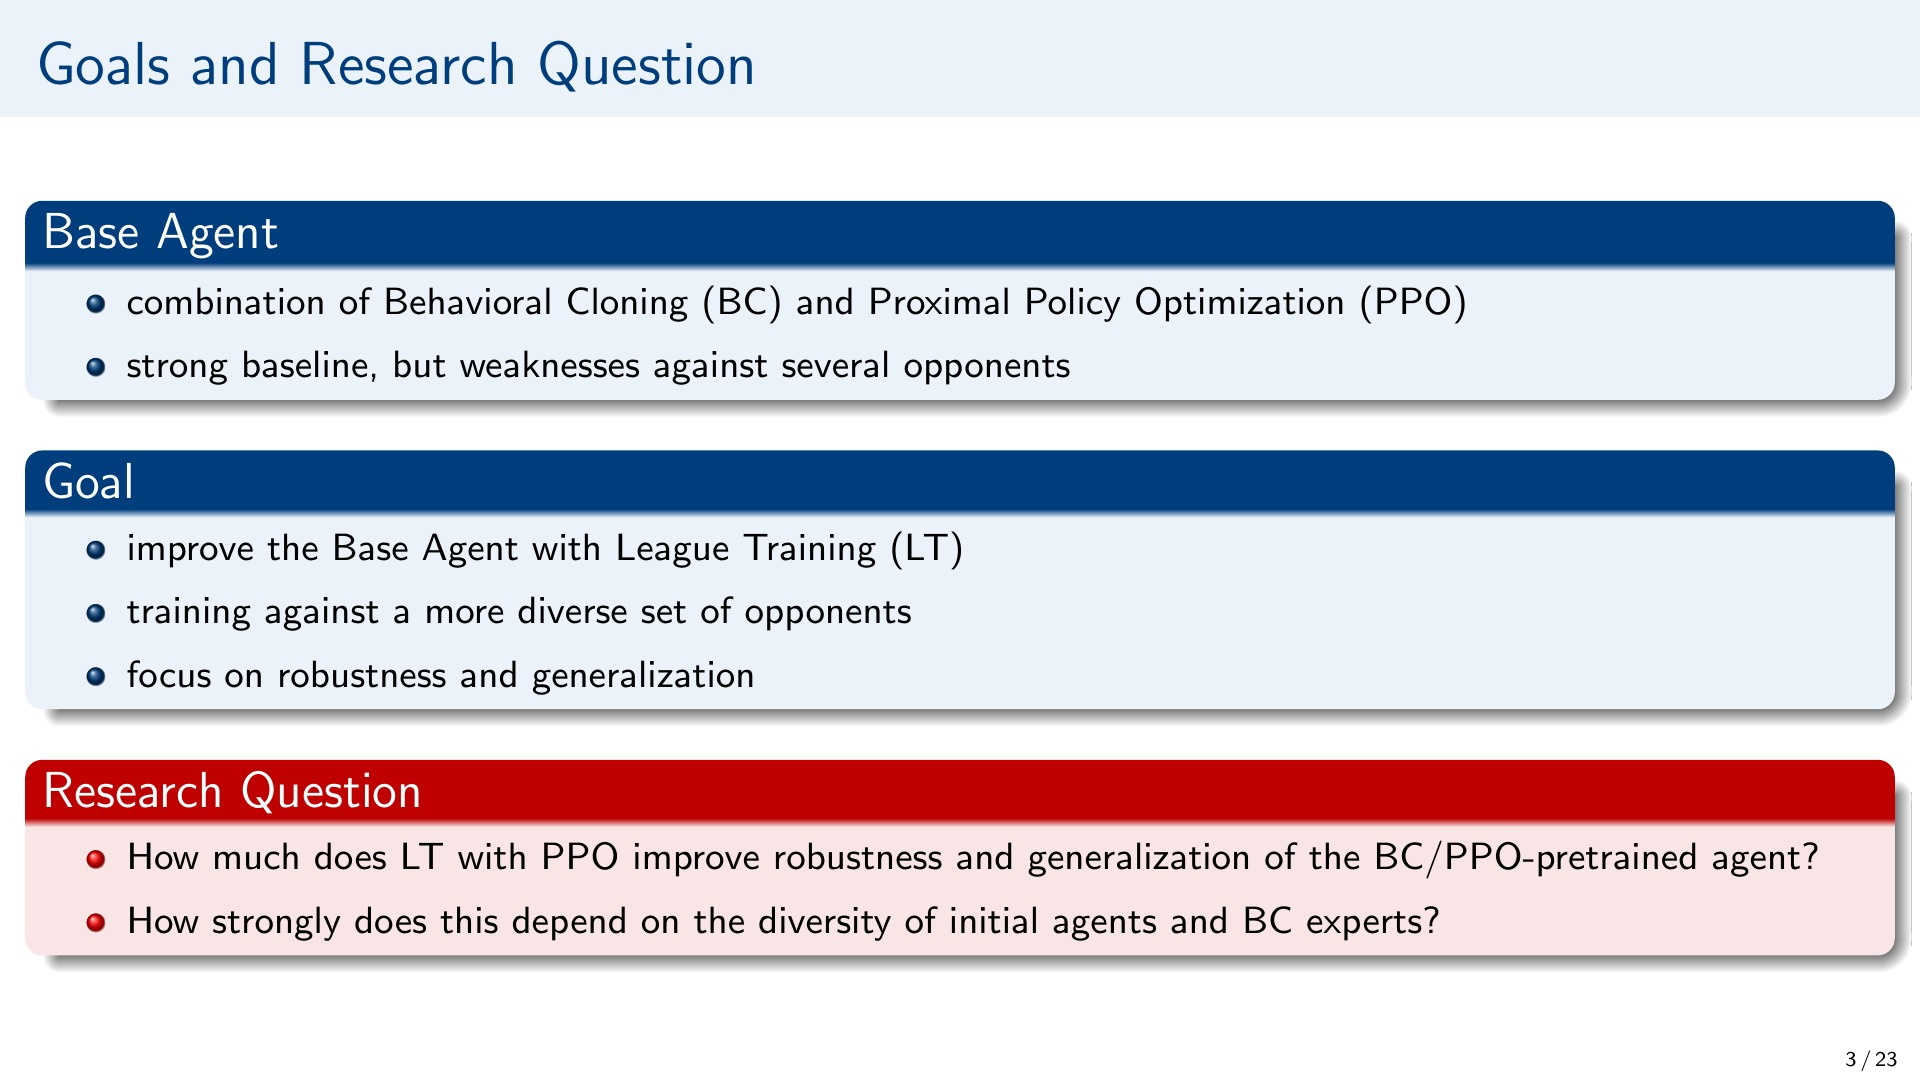 Goals and Research Question
Base Agent
combination of Behavioral Cloning (BC) and Proximal Policy Optimization (PPO)
strong baseline, but weaknesses against several opponents
Goal
improve the Base Agent with League Training (LT)
training against a more diverse set of opponents
focus on robustness and generalization
Research Question
How much does LT with PPO improve robustness and generalization of the BC/PPO-pretrained agent?
How strongly does this depend on the diversity of initial agents and BC experts?
3 / 23